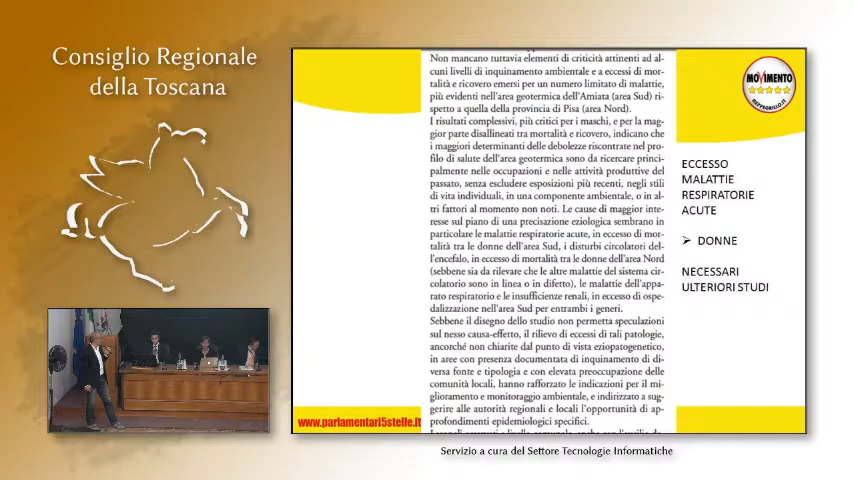 Consiglio Regionale
della Toscana
Non mancano tuttavia elementi di criticità attinenti ad al-
cuni livelli di inquinamento ambientale e a eccessi di mor-
talità e ricovero emersi per un numero limitato di malattie,
più evidenti nell'area geotermica dell'Amiata (area Sud) ri-
spetto a quella della provincia di Pisa (area Nord).
I risultati complessivi, più critici per i maschi, e per la mag-
gior parte disallineati tra mortalità e ricovero, indicano che
i maggiori determinanti delle debolezze riscontrate nel pro-
filo di salute dell'area geotermica sono da ricercare princi-
palmente nelle occupazioni e nelle attività produttive del
passato, senza escludere esposizioni più recenti, negli stili
di vita individuali, in una componente ambientale, o in al-
tri fattori al momento non noti. Le cause di maggior inte-
resse sul piano di una precisazione eziologica sembrano in
particolare le malattie respiratorie acute, in eccesso di mor-
talità tra le donne dell'area Sud, i disturbi circolatori del-
l'encefalo, in eccesso di mortalità tra le donne dell'area Nord
(sebbene sia da rilevare che le altre malattie del sistema cir-
colatorio sono in linea o in difetto), le malattie dell'appa-
rato respiratorio e le insufficienze renali, in eccesso di ospe-
dalizzazione nell'area Sud per entrambi i generi.
Sebbene il disegno dello studio non permetta speculazioni
sul nesso causa-effetto, il rilievo di eccessi di tali patologie,
ancorché non chiarite dal punto di vista eziopatogenetico,
in aree con presenza documentata di inquinamento di di-
versa fonte e tipologia e con elevata preoccupazione delle
comunità locali, hanno rafforzato le indicazioni per il mi-
glioramento e monitoraggio ambientale, e indirizzato a sug-
gerire alle autorità regionali e locali l'opportunità di ap-
profondimenti epidemiologici specifici.
MOVIMENTO
BEPPEGRILLO.IT
ECCESSO
MALATTIE
RESPIRATORIE
ACUTE
➢ DONNE
NECESSARI
ULTERIORI STUDI
www.parlamentari5stelle.it
Servizio a cura del Settore Tecnologie Informatiche